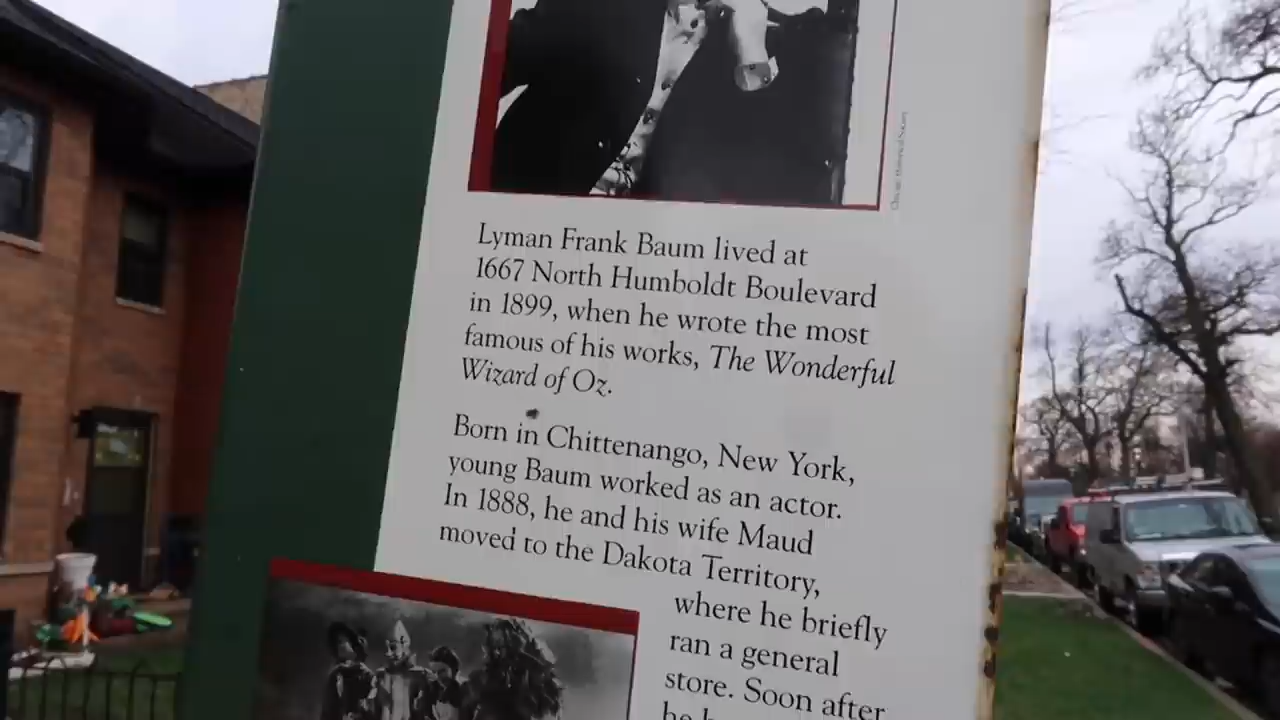 Lyman Frank Baum lived at
1667 North Humboldt Boulevard
in 1899, when he wrote the most
famous of his works, The Wonderful
Wizard of Oz.
Born in Chittenango, New York,
young Baum worked as an actor.
In 1888, he and his wife Maud
moved to the Dakota Territory,
where he briefly
ran a general
store. Soon after
he